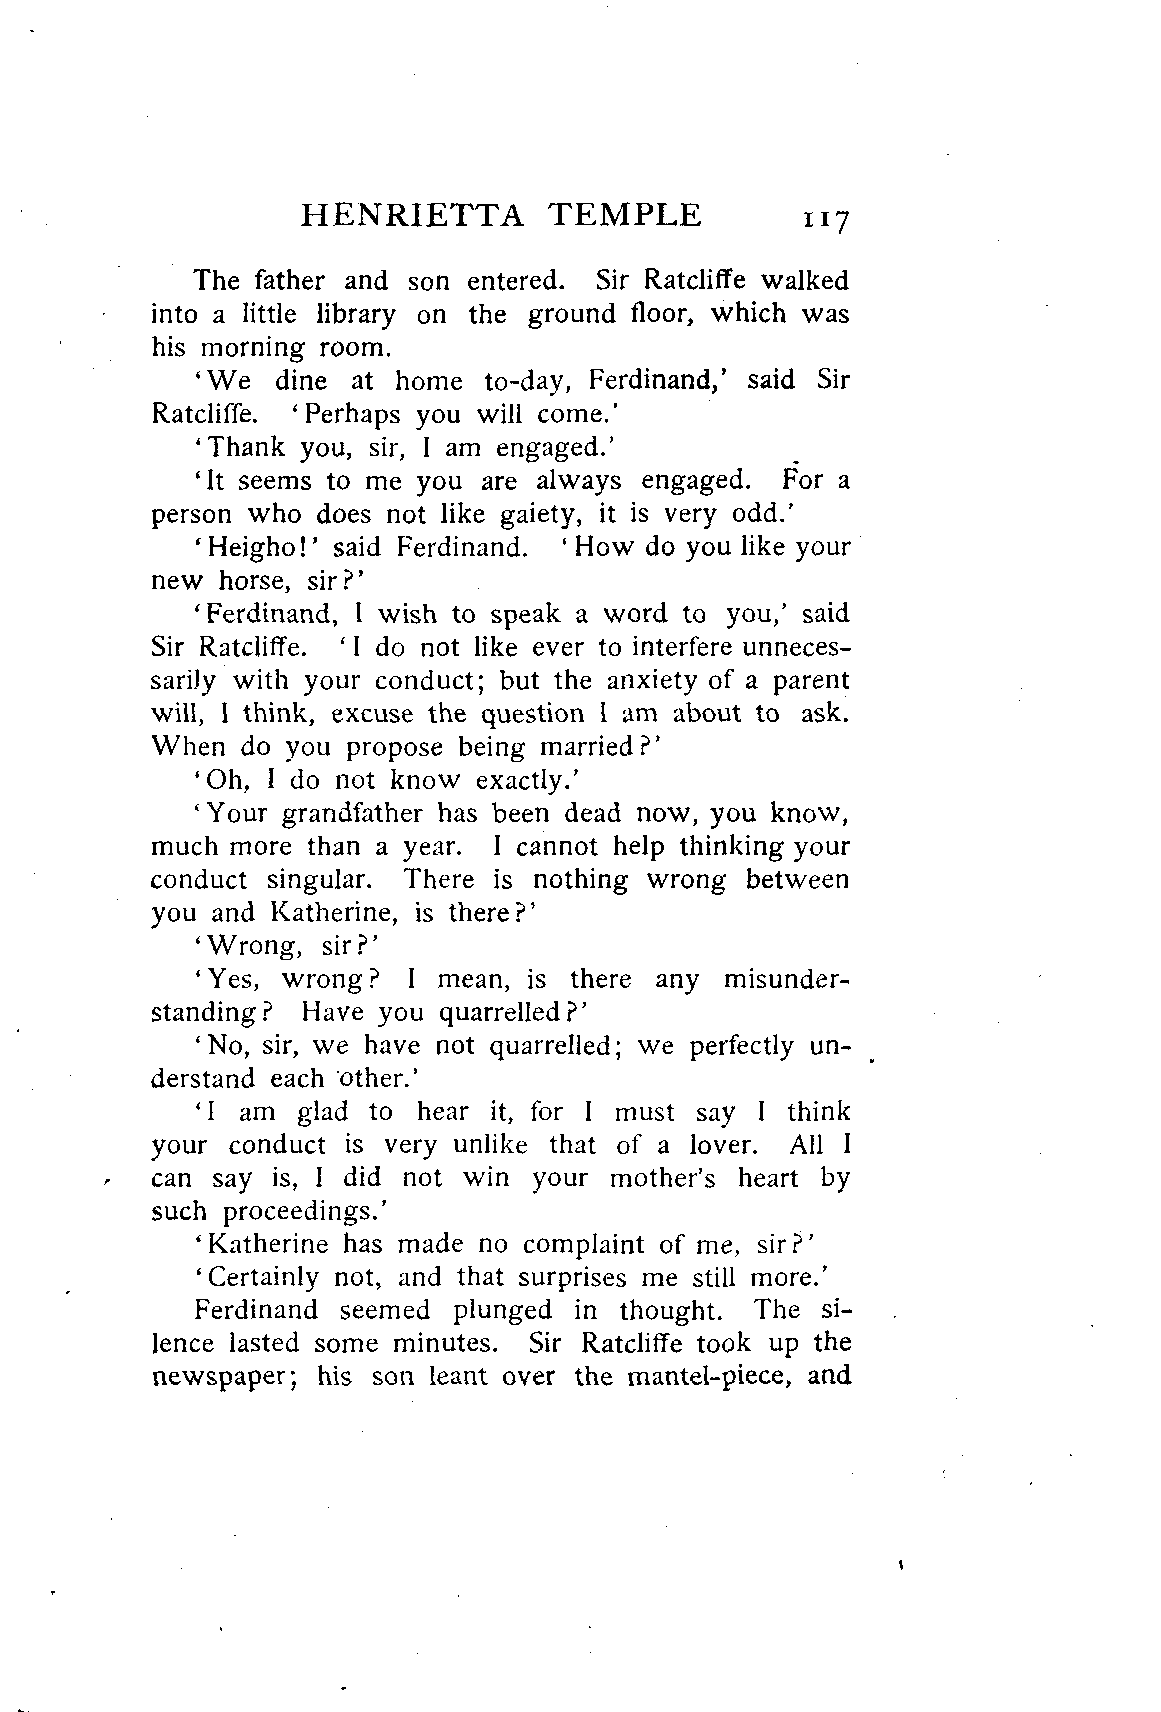 HENRIETTA TEMPLE 117
The father and son entered. Sir Ratcliffe walked
into a little library on the ground floor, which was
his morning room.
'We dine at home to-day, Ferdinand,' said Sir
Ratcliffe. 'Perhaps you will come.'
'Thank you, sir, I am engaged.'
'It seems to me you are always engaged. For a
person who does not like gaiety, it is very odd.'
'Heigho!' said Ferdinand. 'How do you like your
new horse, sir?'
'Ferdinand, I wish to speak a word to you,' said
Sir Ratcliffe. 'I do not like ever to interfere unneces-
sarily with your conduct; but the anxiety of a parent
will, I think, excuse the question I am about to ask.
When do you propose being married?'
'Oh, I do not know exactly.'
'Your grandfather has been dead now, you know,
much more than a year. I cannot help thinking your
conduct singular. There is nothing wrong between
you and Katherine, is there?'
'Wrong, sir?'
'Yes, wrong? I mean, is there any misunder-
standing? Have you quarrelled?'
'No, sir, we have not quarrelled; we perfectly un-
derstand each other.'
'I am glad to hear it, for I must say I think
your conduct is very unlike that of a lover. All I
can say is, I did not win your mother's heart by
such proceedings.'
'Katherine has made no complaint of me, sir?'
'Certainly not, and that surprises me still more.'
Ferdinand seemed plunged in thought. The si-
lence lasted some minutes. Sir Ratcliffe took up the
newspaper; his son leant over the mantel-piece, and